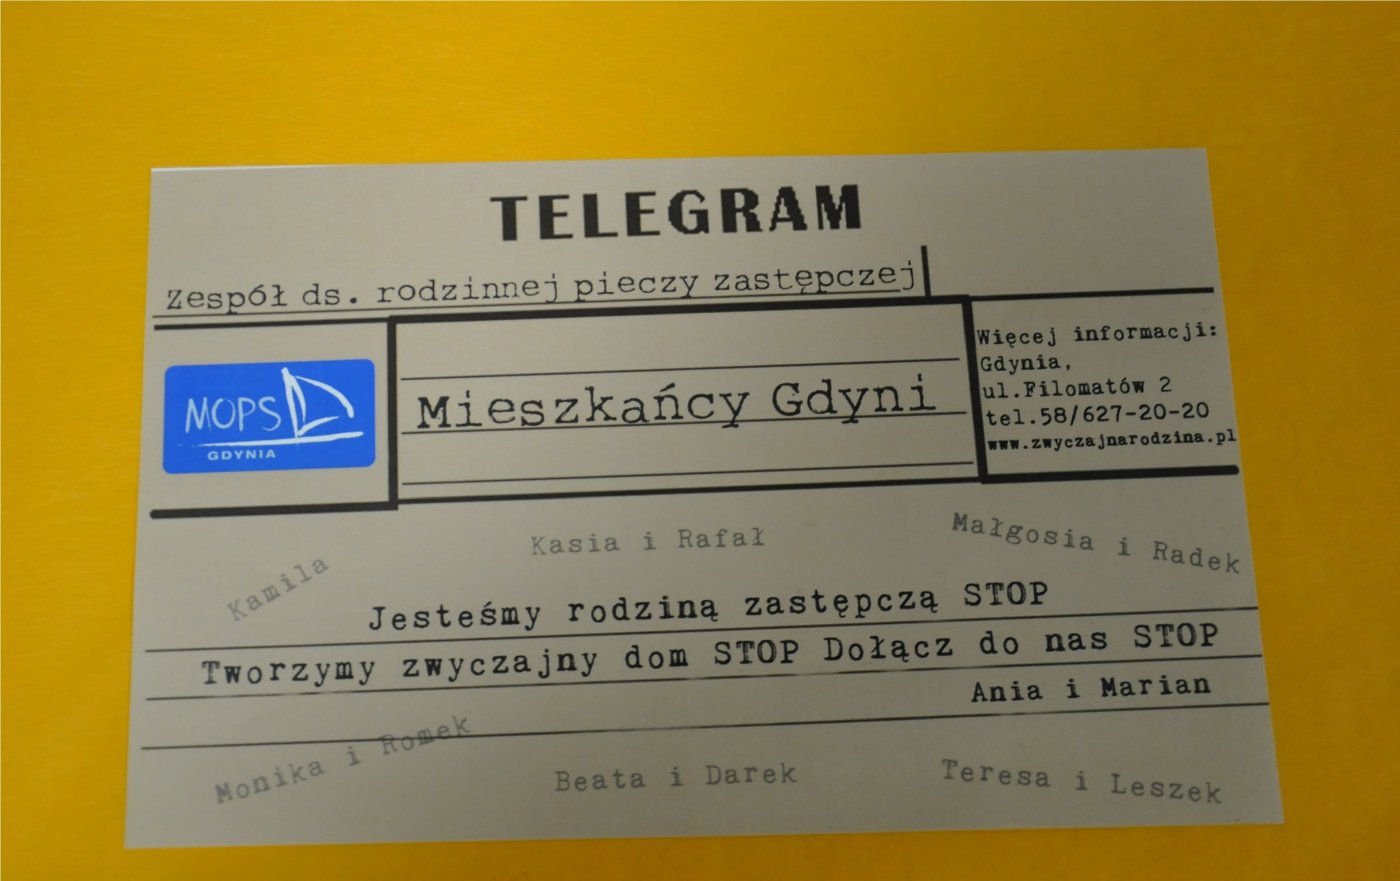 TELEGRAM
Zespół ds. rodzinnej pieczy zastępczej
MOPS
GDYNIA
Mieszkańcy Gdyni
Więcej informacji:
Gdynia,
ul.Filomatów 2
tel.58/627-20-20
www.zwyczajnarodzina.pl
Kamila
Kasia i Rafał
Małgosia i Radek
Jesteśmy rodziną zastępczą STOP
Tworzymy zwyczajny dom STOP Dołącz do nas STOP
Ania i Marian
Monika i Romek
Beata i Darek
Teresa i Leszek